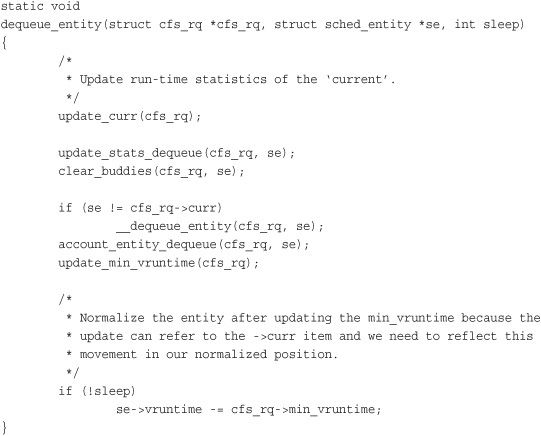 static void
dequeue_entity(struct cfs_rq *cfs_rq, struct sched_entity *se, int sleep)
{
        /*
         * Update run-time statistics of the ‘current’.
         */
        update_curr(cfs_rq);

        update_stats_dequeue(cfs_rq, se);
        clear_buddies(cfs_rq, se);

        if (se != cfs_rq->curr)
                __dequeue_entity(cfs_rq, se);
        account_entity_dequeue(cfs_rq, se);
        update_min_vruntime(cfs_rq);

        /*
         * Normalize the entity after updating the min_vruntime because the
         * update can refer to the ->curr item and we need to reflect this
         * movement in our normalized position.
         */
        if (!sleep)
                se->vruntime -= cfs_rq->min_vruntime;
}